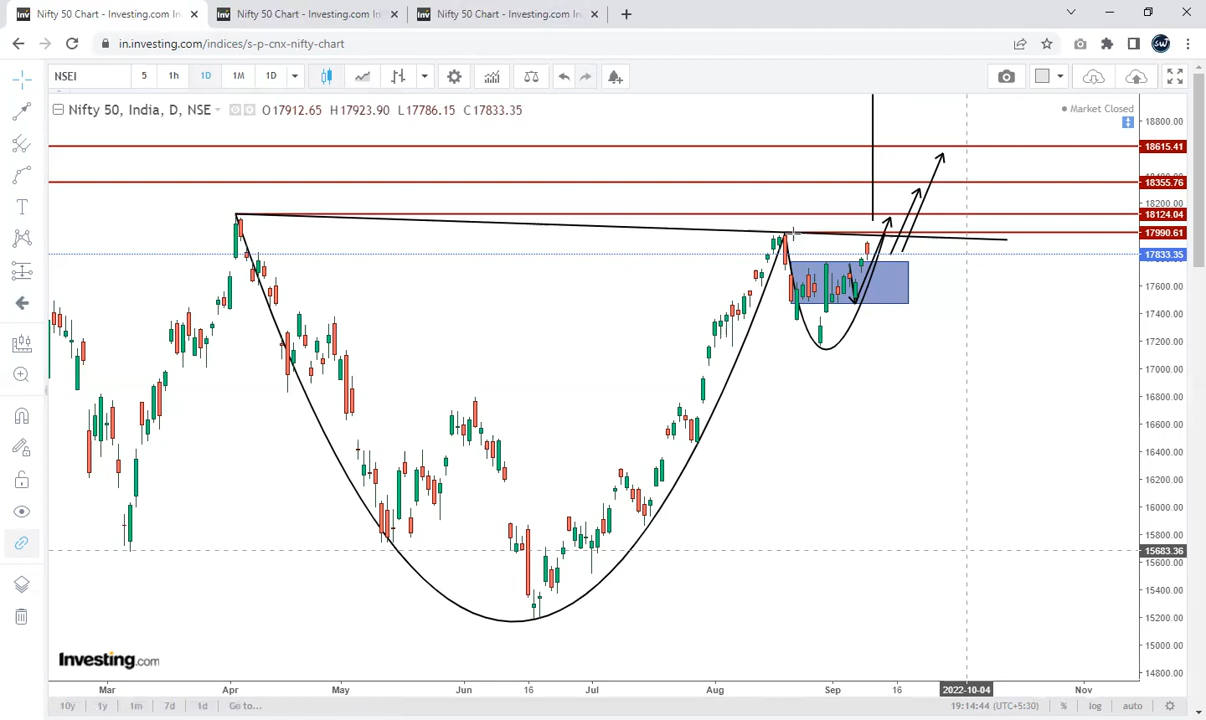 Nifty 50 Chart - Investing.com
Nifty 50 Chart - Investing.com In
Nifty 50 Chart - Investing.com In
in.investing.com/indices/s-p-cnx-nifty-chart
SW
NSEI
5
1h
1D
1M
1D
Nifty 50, India, D, NSE
O17912.65 H17923.90 L17786.15 C17833.35
Market Closed
18800.00
18615.41
18355.76
18200.00
18124.04
17990.61
17833.35
17600.00
17400.00
17200.00
17000.00
16800.00
16600.00
16400.00
16200.00
16000.00
15800.00
15683.36
15600.00
15400.00
15200.00
15000.00
14800.00
Investing.com
Mar
Apr
May
Jun
16
Jul
Aug
Sep
16
2022-10-04
Nov
10y
1y
1m
7d
1d
Go to...
19:14:44 (UTC+5:30)
%
log
auto